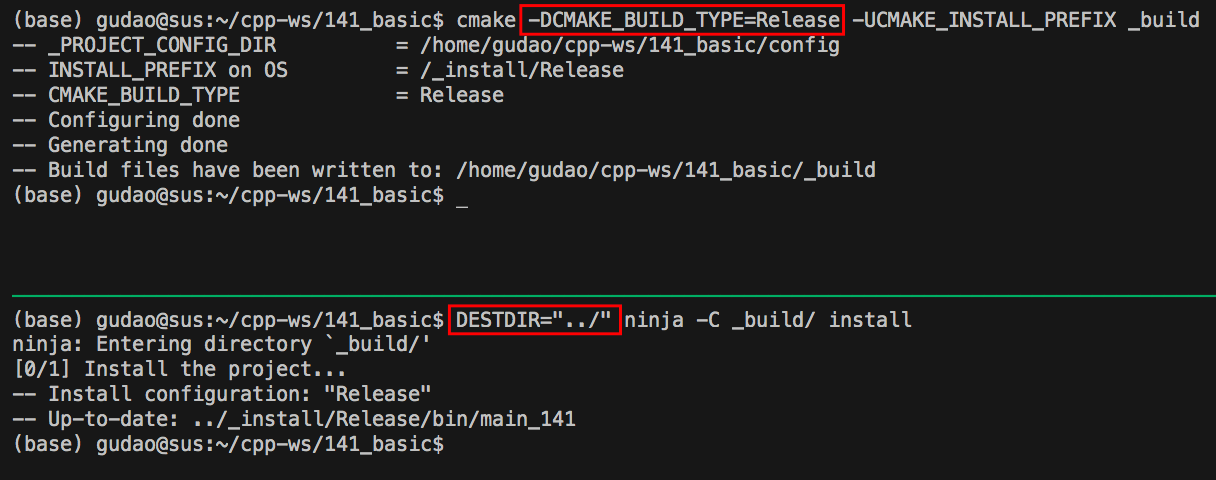 (base) gudao@sus:~/cpp-ws/141_basic$ cmake -DCMAKE_BUILD_TYPE=Release -UCMAKE_INSTALL_PREFIX _build
-- _PROJECT_CONFIG_DIR          = /home/gudao/cpp-ws/141_basic/config
-- INSTALL_PREFIX on OS         = /_install/Release
-- CMAKE_BUILD_TYPE             = Release
-- Configuring done
-- Generating done
-- Build files have been written to: /home/gudao/cpp-ws/141_basic/_build
(base) gudao@sus:~/cpp-ws/141_basic$ _
(base) gudao@sus:~/cpp-ws/141_basic$ DESTDIR="../" ninja -C _build/ install
ninja: Entering directory `_build/'
[0/1] Install the project...
-- Install configuration: "Release"
-- Up-to-date: ../_install/Release/bin/main_141
(base) gudao@sus:~/cpp-ws/141_basic$